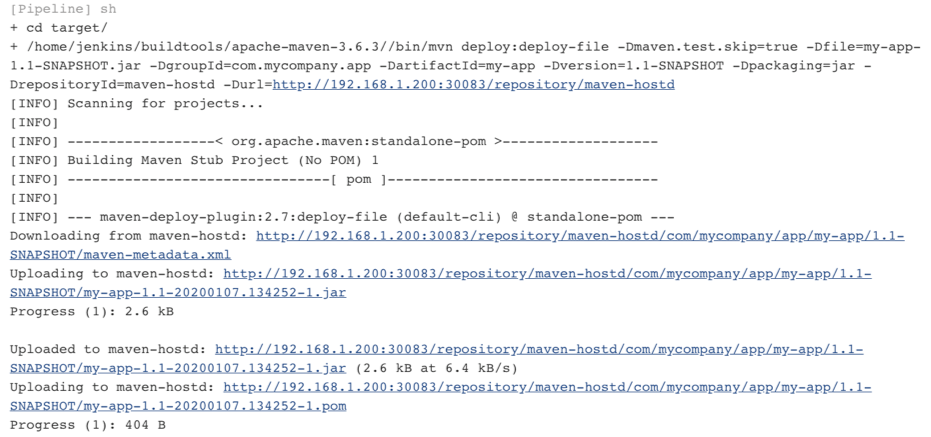 [Pipeline] sh
+ cd target/
+ /home/jenkins/buildtools/apache-maven-3.6.3//bin/mvn deploy:deploy-file -Dmaven.test.skip=true -Dfile=my-app-
1.1-SNAPSHOT.jar -DgroupId=com.mycompany.app -DartifactId=my-app -Dversion=1.1-SNAPSHOT -Dpackaging=jar -
DrepositoryId=maven-hostd -Durl=http://192.168.1.200:30083/repository/maven-hostd
[INFO] Scanning for projects...
[INFO]
[INFO] ------------------< org.apache.maven:standalone-pom >-------------------
[INFO] Building Maven Stub Project (No POM) 1
[INFO] --------------------------------[ pom ]---------------------------------
[INFO]
[INFO] --- maven-deploy-plugin:2.7:deploy-file (default-cli) @ standalone-pom ---
Downloading from maven-hostd: http://192.168.1.200:30083/repository/maven-hostd/com/mycompany/app/my-app/1.1-
SNAPSHOT/maven-metadata.xml
Uploading to maven-hostd: http://192.168.1.200:30083/repository/maven-hostd/com/mycompany/app/my-app/1.1-
SNAPSHOT/my-app-1.1-20200107.134252-1.jar
Progress (1): 2.6 kB
Uploaded to maven-hostd: http://192.168.1.200:30083/repository/maven-hostd/com/mycompany/app/my-app/1.1-
SNAPSHOT/my-app-1.1-20200107.134252-1.jar (2.6 kB at 6.4 kB/s)
Uploading to maven-hostd: http://192.168.1.200:30083/repository/maven-hostd/com/mycompany/app/my-app/1.1-
SNAPSHOT/my-app-1.1-20200107.134252-1.pom
Progress (1): 404 B